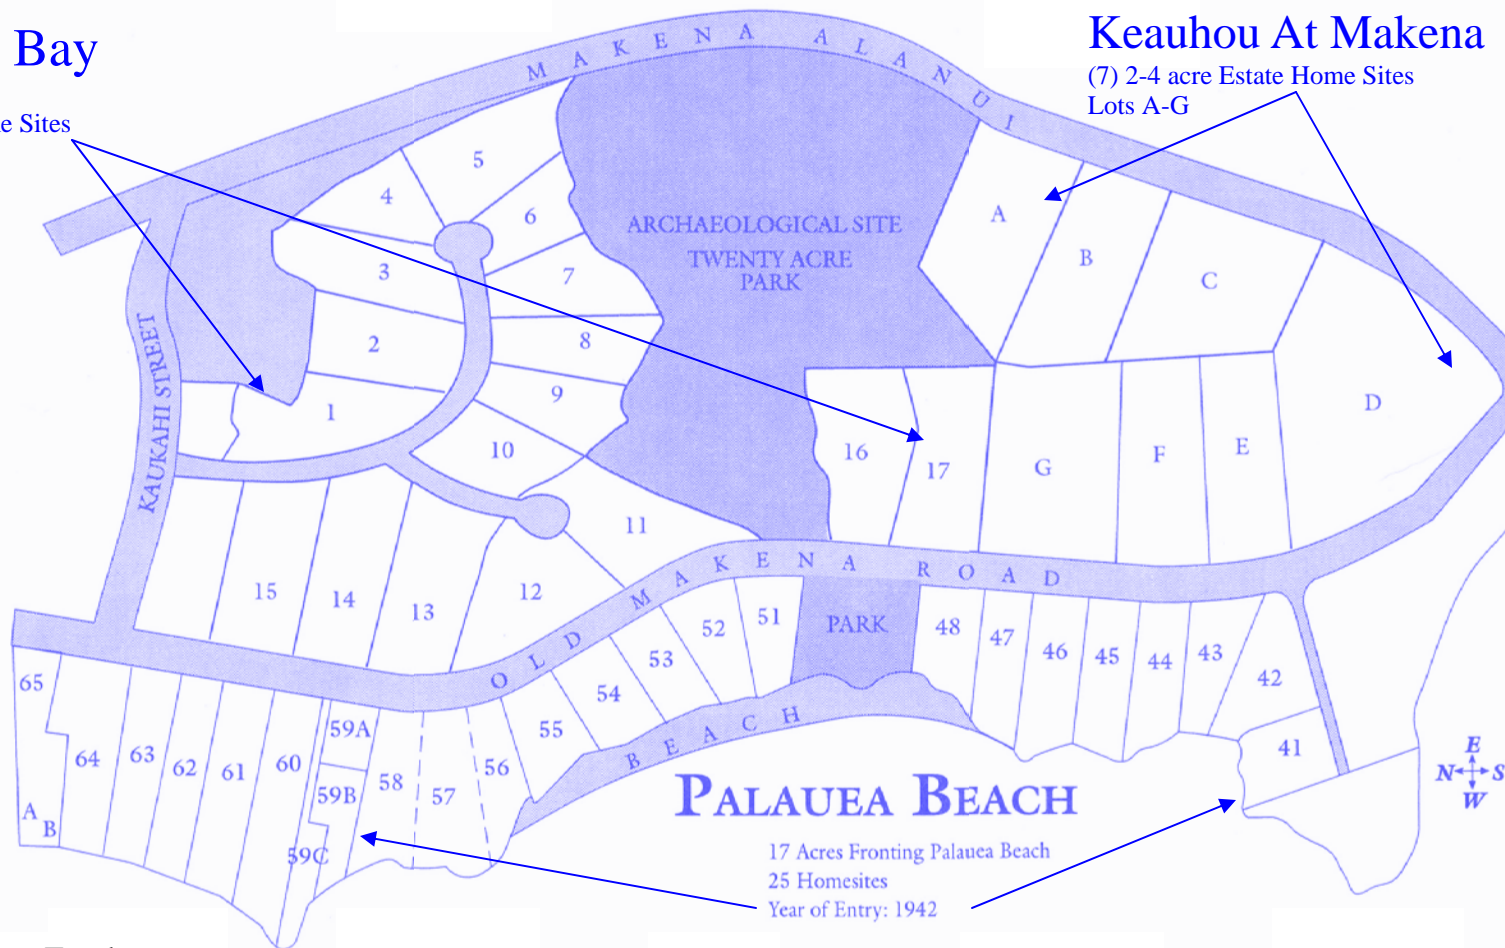 Bay
Keauhou At Makena
(7) 2-4 acre Estate Home Sites
Lots A-G
e Sites
MAKENA ALANUI
ARCHAEOLOGICAL SITE
TWENTY ACRE
PARK
KAUKAHI STREET
5
4
6
3
7
2
8
1
9
10
11
16
17
A
B
C
D
G
F
E
15
14
13
12
OLD MAKENA ROAD
PARK
65
A
B
64
63
62
61
60
59A
59B
59C
58
57
56
55
54
53
52
51
48
47
46
45
44
43
42
41
BEACH
PALAUEA BEACH
17 Acres Fronting Palauea Beach
25 Homesites
Year of Entry: 1942
E
N S
W